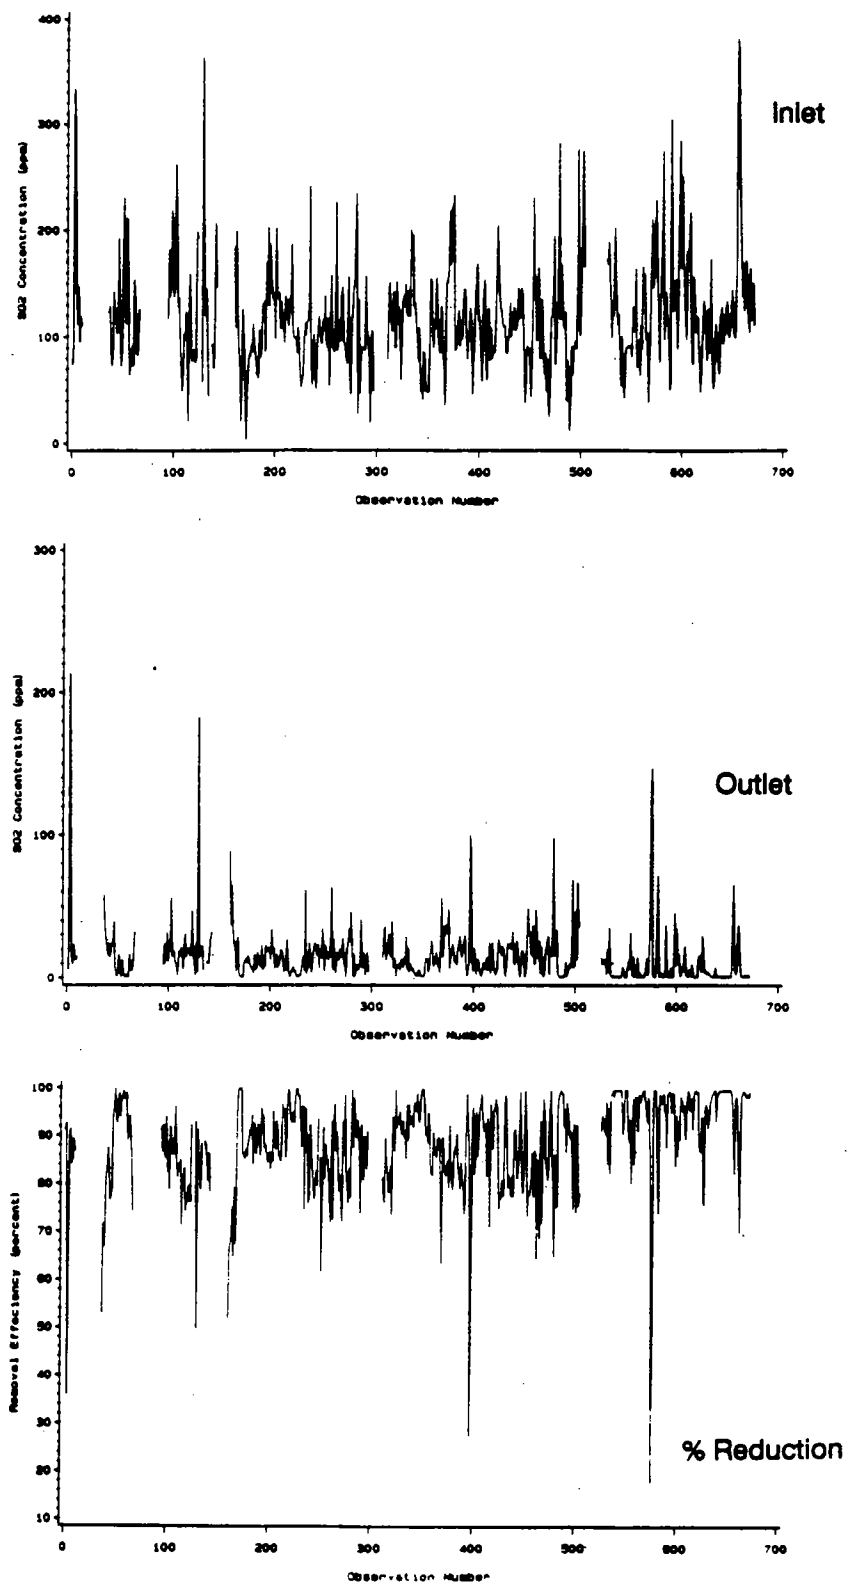 400
Inlet
300
SO2 Concentration (ppm)
200
100
0
0 100 200 300 400 500 600 700
Observation Number
300
200
SO2 Concentration (ppm)
Outlet
100
0
0 100 200 300 400 500 600 700
Observation Number
100
90
80
70
60
Removal Effeciency (percent)
50
40
30
% Reduction
20
10
0 100 200 300 400 500 600 700
Observation Number